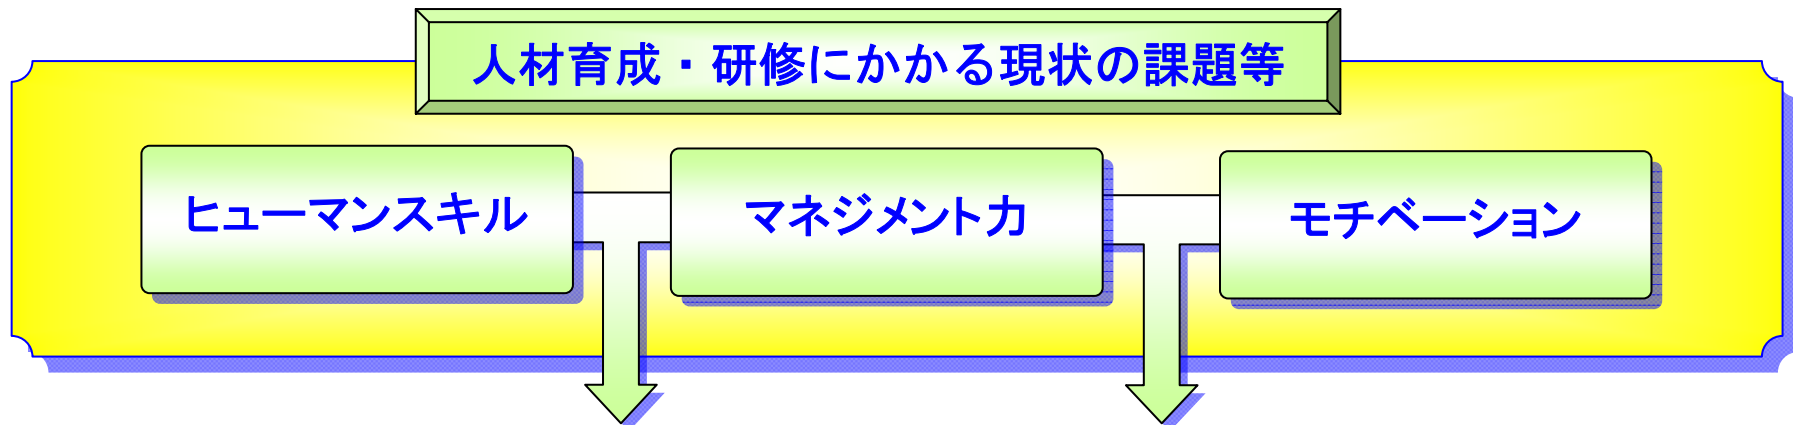 人材育成・研修にかかる現状の課題等
ヒューマンスキル
マネジメント力
モチベーション